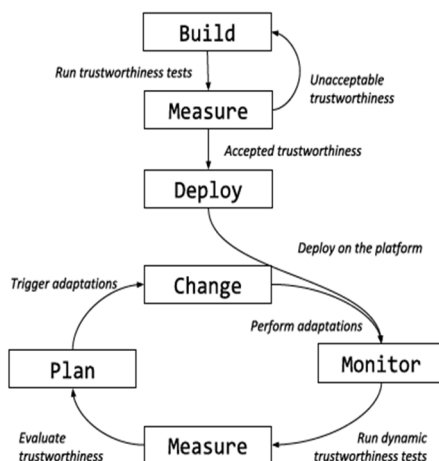 Build
Run trustworthiness tests
Unacceptable
trustworthiness
Measure
Accepted trustworthiness
Deploy
Deploy on the platform
Trigger adaptations
Change
Perform adaptations
Plan
Monitor
Evaluate
trustworthiness
Measure
Run dynamic
trustworthiness tests